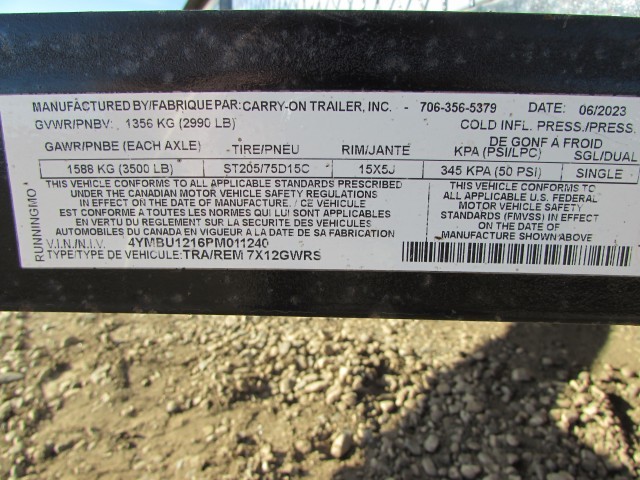 MANUFACTURED BY/FABRIQUE PAR: CARRY-ON TRAILER, INC. - 706-356-5379 DATE: 06/2023
GVWR/PNBV: 1356 KG (2990 LB) COLD INFL. PRESS./PRESS.
DE GONF À FROID
GAWR/PNBE (EACH AXLE) TIRE/PNEU RIM/JANTE KPA (PSI/LPC) SGL/DUAL
1588 KG (3500 LB) ST205/75D15C 15X5J 345 KPA (50 PSI) SINGLE
THIS VEHICLE CONFORMS TO ALL APPLICABLE STANDARDS PRESCRIBED
UNDER THE CANADIAN MOTOR VEHICLE SAFETY REGULATIONS
IN EFFECT ON THE DATE OF MANUFACTURE. / CE VEHICULE
EST CONFORME A TOUTES LES NORMES QUI LUI SONT APPLICABLES
EN VERTU DU REGLEMENT SUR LA SECURITE DES VEHICULES
AUTOMOBILES DU CANADA EN VIGUEUR A LA DATE DE SA FABRICATION
THIS VEHICLE CONFORMS TO ALL
APPLICABLE U.S. FEDERAL
MOTOR VEHICLE SAFETY
STANDARDS (FMVSS) IN EFFECT
ON THE DATE OF
MANUFACTURE SHOWN ABOVE
V.I.N./N.I.V. 4YMBU1216PM011240
TYPE/TYPE DE VEHICULE: TRA/REM 7X12GWRS
RUNNINGMO